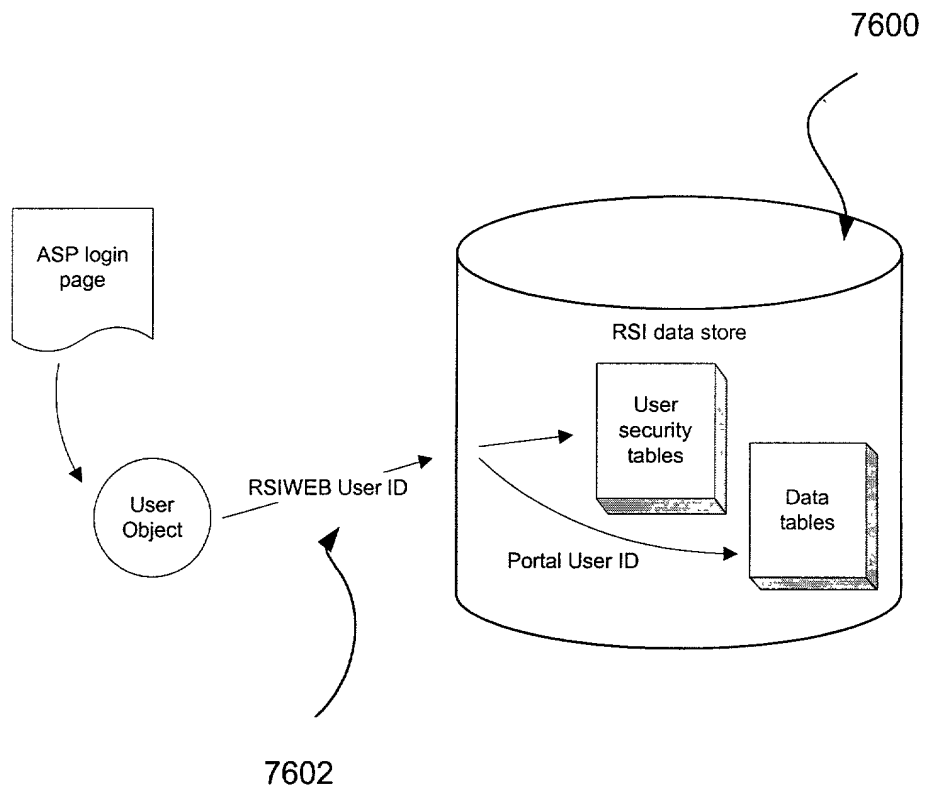 7600
ASP login
page
RSI data store
User
security
tables
RSIWEB User ID
User
Object
Data
tables
Portal User ID
7602